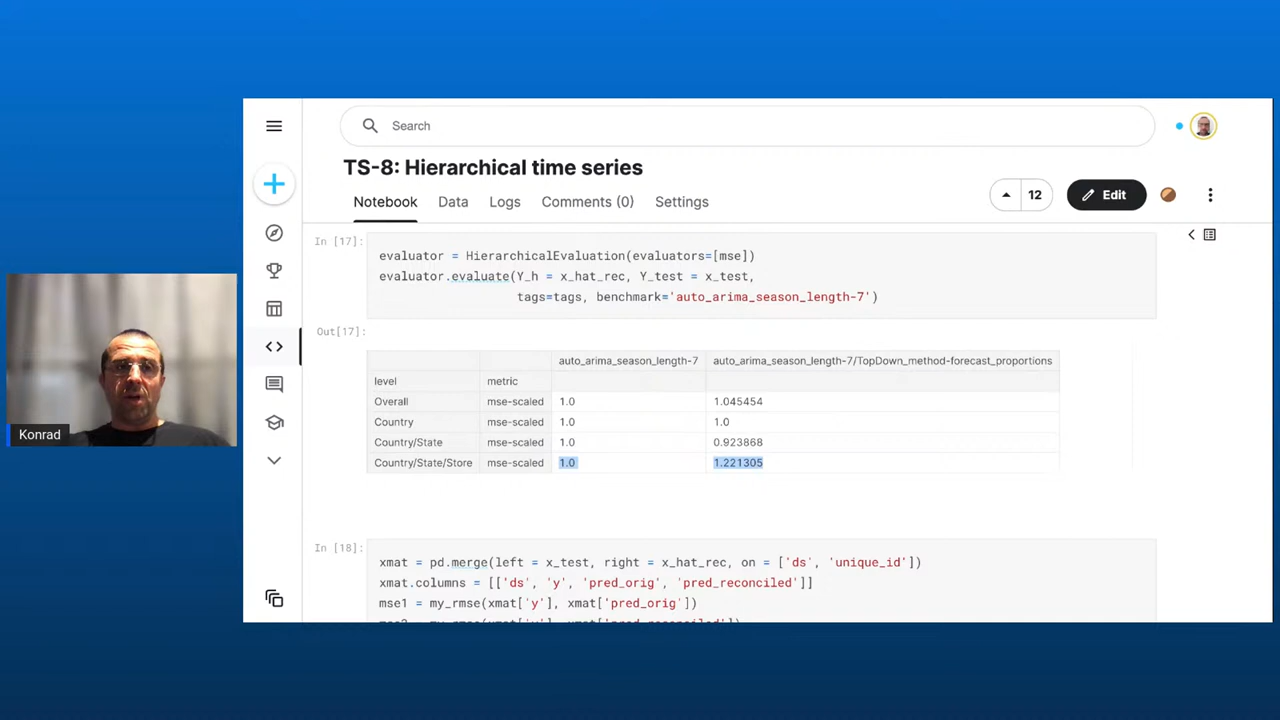 Search
TS-8: Hierarchical time series
12
Edit
Notebook Data Logs Comments (0) Settings
In [17]:
evaluator = HierarchicalEvaluation(evaluators=[mse])
evaluator.evaluate(Y_h = x_hat_rec, Y_test = x_test,
tags=tags, benchmark='auto_arima_season_length-7')
Out[17]:
auto_arima_season_length-7 auto_arima_season_length-7/TopDown_method-forecast_proportions
level metric
Overall mse-scaled 1.0 1.045454
Country mse-scaled 1.0 1.0
Country/State mse-scaled 1.0 0.923868
Country/State/Store mse-scaled 1.0 1.221305
Konrad
In [18]:
xmat = pd.merge(left = x_test, right = x_hat_rec, on = ['ds', 'unique_id'])
xmat.columns = [['ds', 'y', 'pred_orig', 'pred_reconciled']]
mse1 = my_rmse(xmat['y'], xmat['pred_orig'])